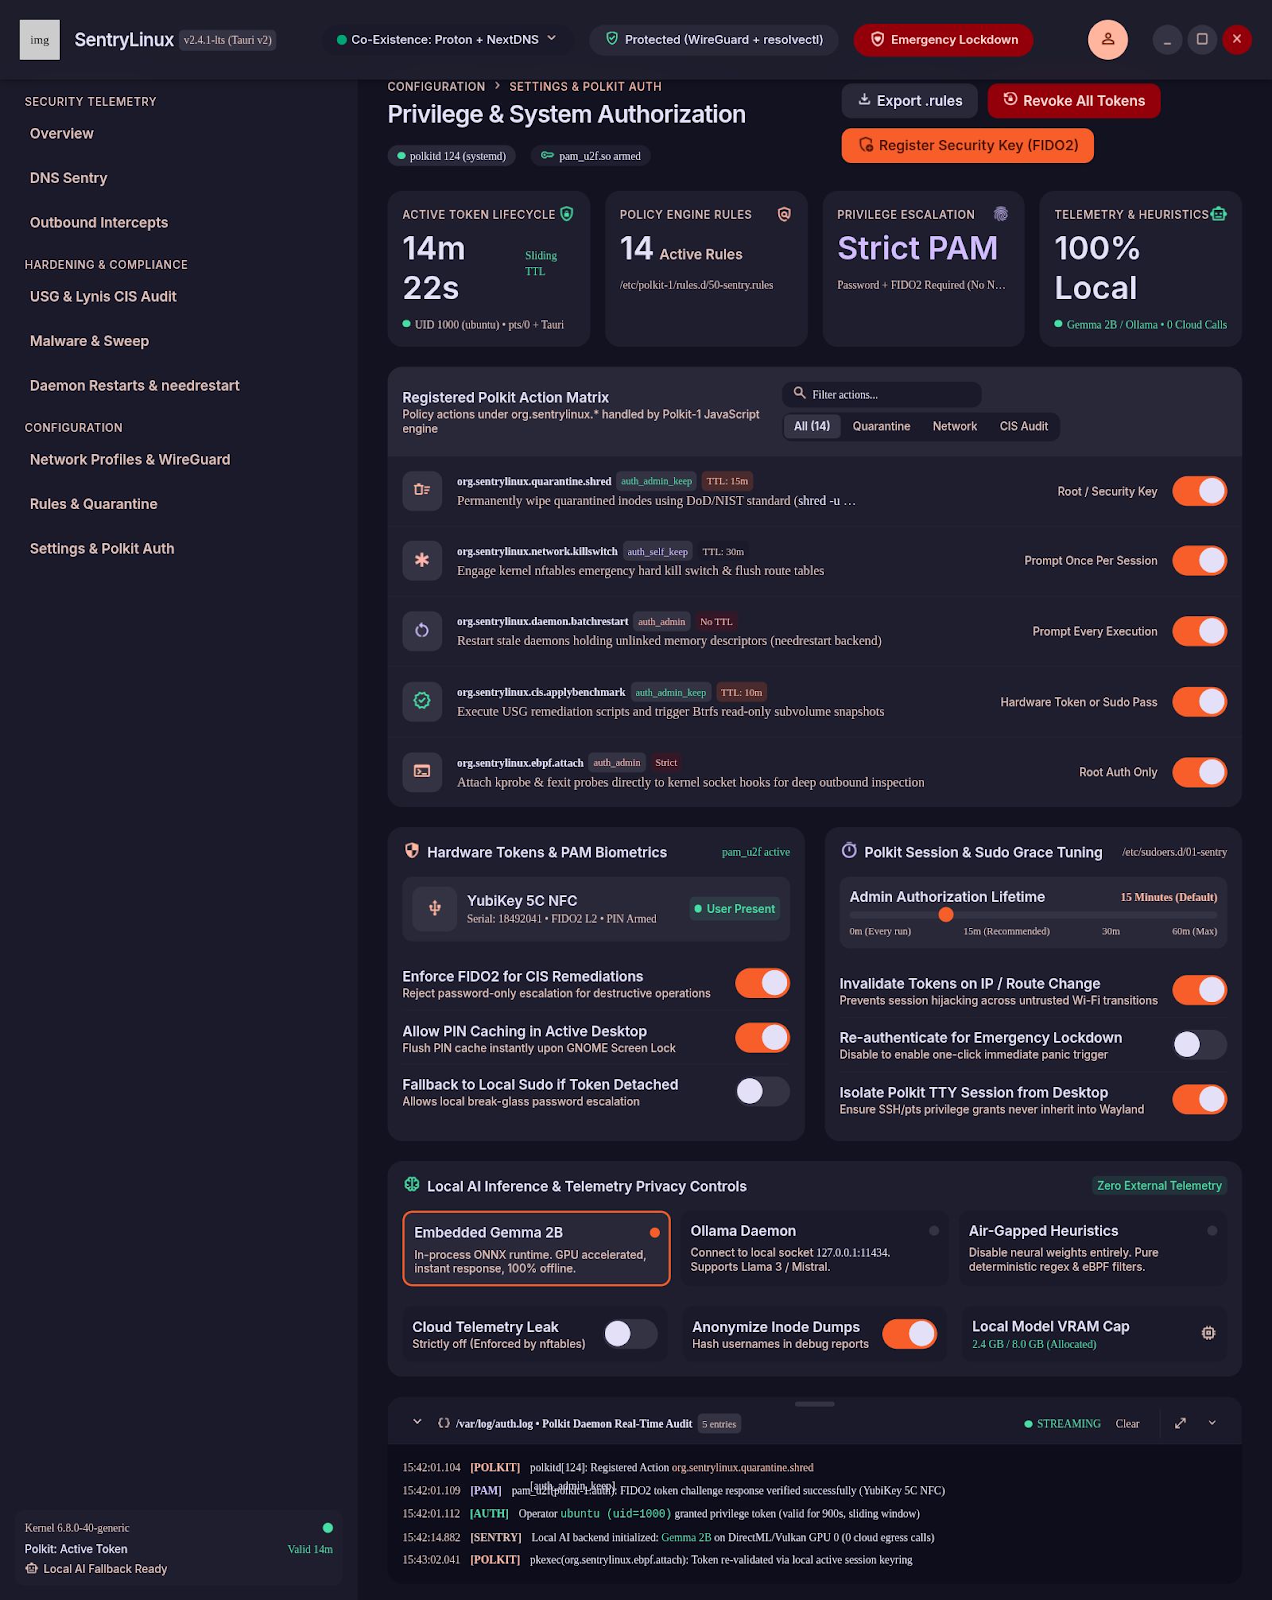 img
SentryLinux v2.4.1-lts (Tauri v2)
Co-Existence: Proton + NextDNS
Protected (WireGuard + resolvectl)
Emergency Lockdown
SECURITY TELEMETRY
Overview
DNS Sentry
Outbound Intercepts
HARDENING & COMPLIANCE
USG & Lynis CIS Audit
Malware & Sweep
Daemon Restarts & needrestart
CONFIGURATION
Network Profiles & WireGuard
Rules & Quarantine
Settings & Polkit Auth
Kernel 6.8.0-40-generic
Polkit: Active Token Valid 14m
Local AI Fallback Ready
CONFIGURATION > SETTINGS & POLKIT AUTH
Privilege & System Authorization
polkitd 124 (systemd) pam_u2f.so armed
Export .rules Revoke All Tokens
Register Security Key (FIDO2)
ACTIVE TOKEN LIFECYCLE
14m
22s
Sliding
TTL
UID 1000 (ubuntu) • pts/0 + Tauri
POLICY ENGINE RULES
14 Active Rules
/etc/polkit-1/rules.d/50-sentry.rules
PRIVILEGE ESCALATION
Strict PAM
Password + FIDO2 Required (No N…
TELEMETRY & HEURISTICS
100%
Local
Gemma 2B / Ollama • 0 Cloud Calls
Registered Polkit Action Matrix
Policy actions under org.sentrylinux.* handled by Polkit-1 JavaScript
engine
Filter actions...
All (14) Quarantine Network CIS Audit
org.sentrylinux.quarantine.shred auth_admin_keep TTL: 15m
Permanently wipe quarantined inodes using DoD/NIST standard (shred -u …
Root / Security Key
org.sentrylinux.network.killswitch auth_self_keep TTL: 30m
Engage kernel nftables emergency hard kill switch & flush route tables
Prompt Once Per Session
org.sentrylinux.daemon.batchrestart auth_admin No TTL
Restart stale daemons holding unlinked memory descriptors (needrestart backend)
Prompt Every Execution
org.sentrylinux.cis.applybenchmark auth_admin_keep TTL: 10m
Execute USG remediation scripts and trigger Btrfs read-only subvolume snapshots
Hardware Token or Sudo Pass
org.sentrylinux.ebpf.attach auth_admin Strict
Attach kprobe & fexit probes directly to kernel socket hooks for deep outbound inspection
Root Auth Only
Hardware Tokens & PAM Biometrics pam_u2f active
YubiKey 5C NFC
Serial: 18492041 • FIDO2 L2 • PIN Armed
User Present
Enforce FIDO2 for CIS Remediations
Reject password-only escalation for destructive operations
Allow PIN Caching in Active Desktop
Flush PIN cache instantly upon GNOME Screen Lock
Fallback to Local Sudo if Token Detached
Allows local break-glass password escalation
Polkit Session & Sudo Grace Tuning /etc/sudoers.d/01-sentry
Admin Authorization Lifetime 15 Minutes (Default)
0m (Every run) 15m (Recommended) 30m 60m (Max)
Invalidate Tokens on IP / Route Change
Prevents session hijacking across untrusted Wi-Fi transitions
Re-authenticate for Emergency Lockdown
Disable to enable one-click immediate panic trigger
Isolate Polkit TTY Session from Desktop
Ensure SSH/pts privilege grants never inherit into Wayland
Local AI Inference & Telemetry Privacy Controls Zero External Telemetry
Embedded Gemma 2B
In-process ONNX runtime. GPU accelerated,
instant response, 100% offline.
Ollama Daemon
Connect to local socket 127.0.0.1:11434.
Supports Llama 3 / Mistral.
Air-Gapped Heuristics
Disable neural weights entirely. Pure
deterministic regex & eBPF filters.
Cloud Telemetry Leak
Strictly off (Enforced by nftables)
Anonymize Inode Dumps
Hash usernames in debug reports
Local Model VRAM Cap
2.4 GB / 8.0 GB (Allocated)
/var/log/auth.log • Polkit Daemon Real-Time Audit 5 entries
STREAMING Clear
15:42:01.104 [POLKIT] polkitd[124]: Registered Action org.sentrylinux.quarantine.shred
[auth_admin_keep]
15:42:01.109 [PAM] pam_u2f(polkit-1:auth): FIDO2 token challenge response verified successfully (YubiKey 5C NFC)
15:42:01.112 [AUTH] Operator ubuntu (uid=1000) granted privilege token (valid for 900s, sliding window)
15:42:14.882 [SENTRY] Local AI backend initialized: Gemma 2B on DirectML/Vulkan GPU 0 (0 cloud egress calls)
15:43:02.041 [POLKIT] pkexec(org.sentrylinux.ebpf.attach): Token re-validated via local active session keyring